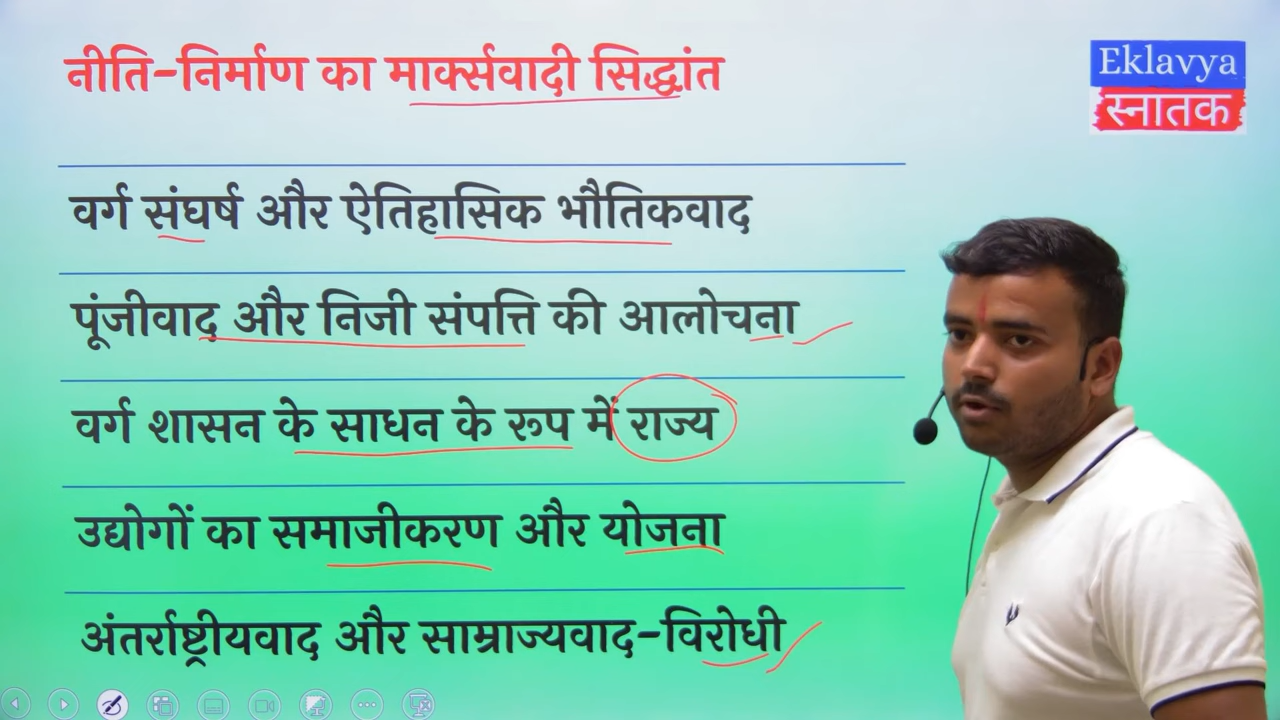 नीति-निर्माण का मार्क्सवादी सिद्धांत
Eklavya
स्नातक
वर्ग संघर्ष और ऐतिहासिक भौतिकवाद
पूंजीवाद और निजी संपत्ति की आलोचना
वर्ग शासन के साधन के रूप में राज्य
उद्योगों का समाजीकरण और योजना
अंतर्राष्ट्रीयवाद और साम्राज्यवाद-विरोधी